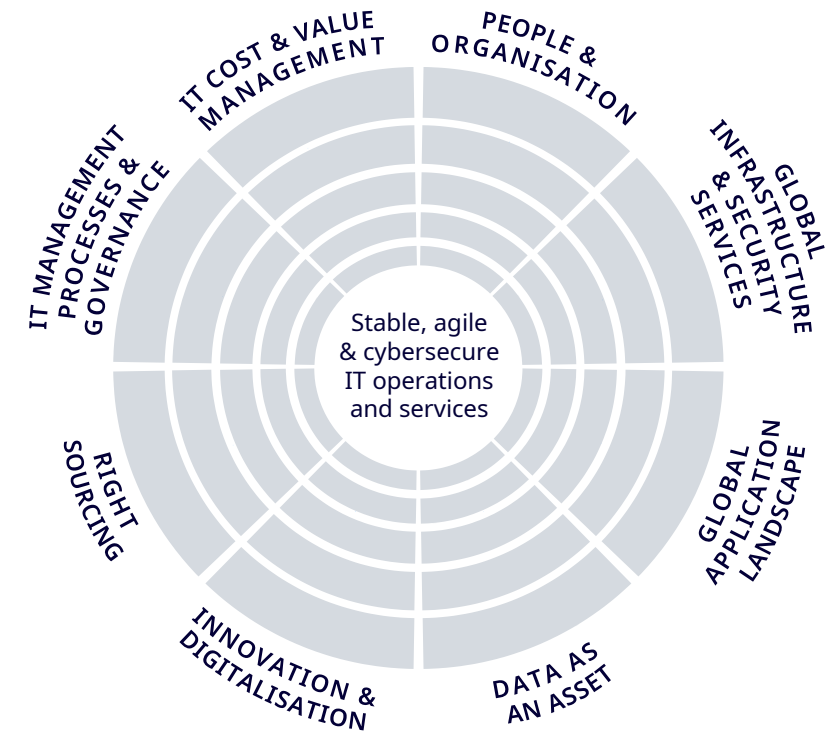 IT COST & VALUE
MANAGEMENT
PEOPLE &
ORGANISATION
GLOBAL
INFRASTRUCTURE
& SECURITY
SERVICES
GLOBAL
APPLICATION
LANDSCAPE
DATA AS
AN ASSET
INNOVATION &
DIGITALISATION
RIGHT
SOURCING
IT MANAGEMENT
PROCESSES &
GOVERNANCE
Stable, agile
& cybersecure
IT operations
and services